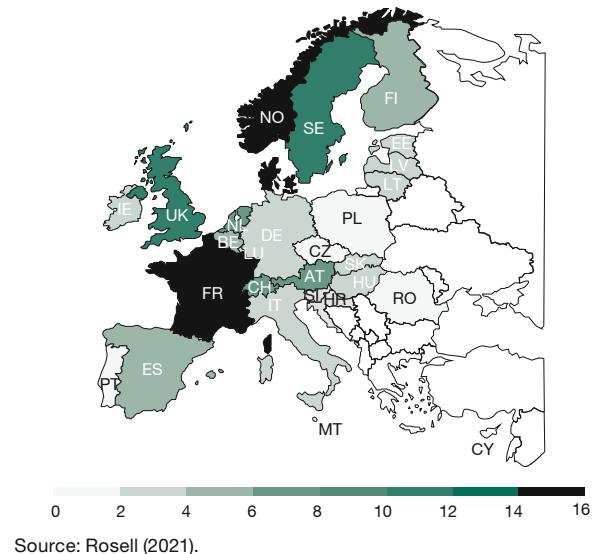 NO
SE
FI
EE
LV
LT
IE
UK
NL
BE
LU
DE
PL
CZ
SK
AT
HU
CH
FR
SI
HR
RO
IT
ES
PT
MT
CY
0 2 4 6 8 10 12 14 16
Source: Rosell (2021).